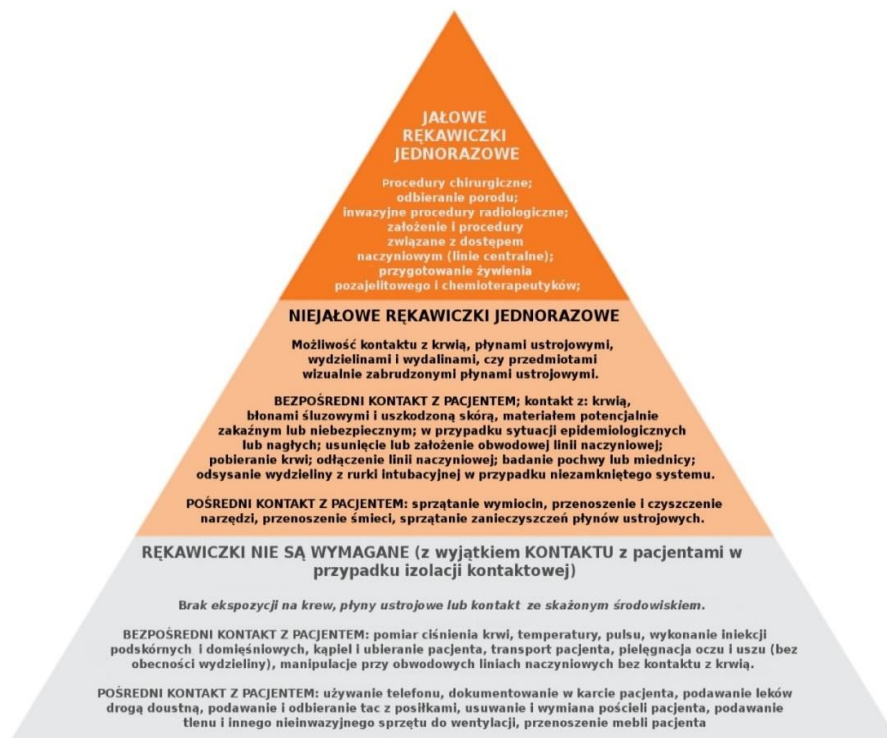 JAŁOWE
RĘKAWICZKI
JEDNORAZOWE
Procedury chirurgiczne;
odbieranie porodu;
inwazyjne procedury radiologiczne;
założenie i procedury
związane z dostępem
naczyniowym (linie centralne);
przygotowanie żywienia
pozajelitowego i chemioterapeutyków;
NIEJAŁOWE RĘKAWICZKI JEDNORAZOWE
Możliwość kontaktu z krwią, płynami ustrojowymi,
wydzielinami i wydalinami, czy przedmiotami
wizualnie zabrudzonymi płynami ustrojowymi.
BEZPOŚREDNI KONTAKT Z PACJENTEM; kontakt z: krwią,
błonami śluzowymi i uszkodzoną skórą, materiałem potencjalnie
zakaźnym lub niebezpiecznym; w przypadku sytuacji epidemiologicznych
lub nagłych; usunięcie lub założenie obwodowej linii naczyniowej;
pobieranie krwi; odłączenie linii naczyniowej; badanie pochwy lub miednicy;
odsysanie wydzieliny z rurki intubacyjnej w przypadku niezamkniętego systemu.
POŚREDNI KONTAKT Z PACJENTEM: sprzątanie wymiocin, przenoszenie i czyszczenie
narzędzi, przenoszenie śmieci, sprzątanie zanieczyszczeń płynów ustrojowych.
RĘKAWICZKI NIE SĄ WYMAGANE (z wyjątkiem KONTAKTU z pacjentami w
przypadku izolacji kontaktowej)
Brak ekspozycji na krew, płyny ustrojowe lub kontakt ze skażonym środowiskiem.
BEZPOŚREDNI KONTAKT Z PACJENTEM: pomiar ciśnienia krwi, temperatury, pulsu, wykonanie iniekcji
podskórnych i domięśniowych, kąpiel i ubieranie pacjenta, transport pacjenta, pielęgnacja oczu i uszu (bez
obecności wydzieliny), manipulacje przy obwodowych liniach naczyniowych bez kontaktu z krwią.
POŚREDNI KONTAKT Z PACJENTEM: używanie telefonu, dokumentowanie w karcie pacjenta, podawanie leków
drogą doustną, podawanie i odbieranie tac z posiłkami, usuwanie i wymiana pościeli pacjenta, podawanie
tlenu i innego nieinwazyjnego sprzętu do wentylacji, przenoszenie mebli pacjenta